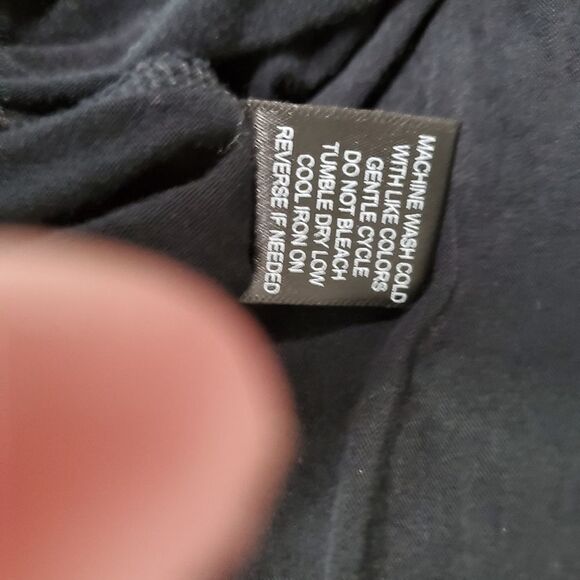 MACHINE WASH COLD
WITH LIKE COLORS
GENTLE CYCLE
DO NOT BLEACH
TUMBLE DRY LOW
COOL IRON ON
REVERSE IF NEEDED